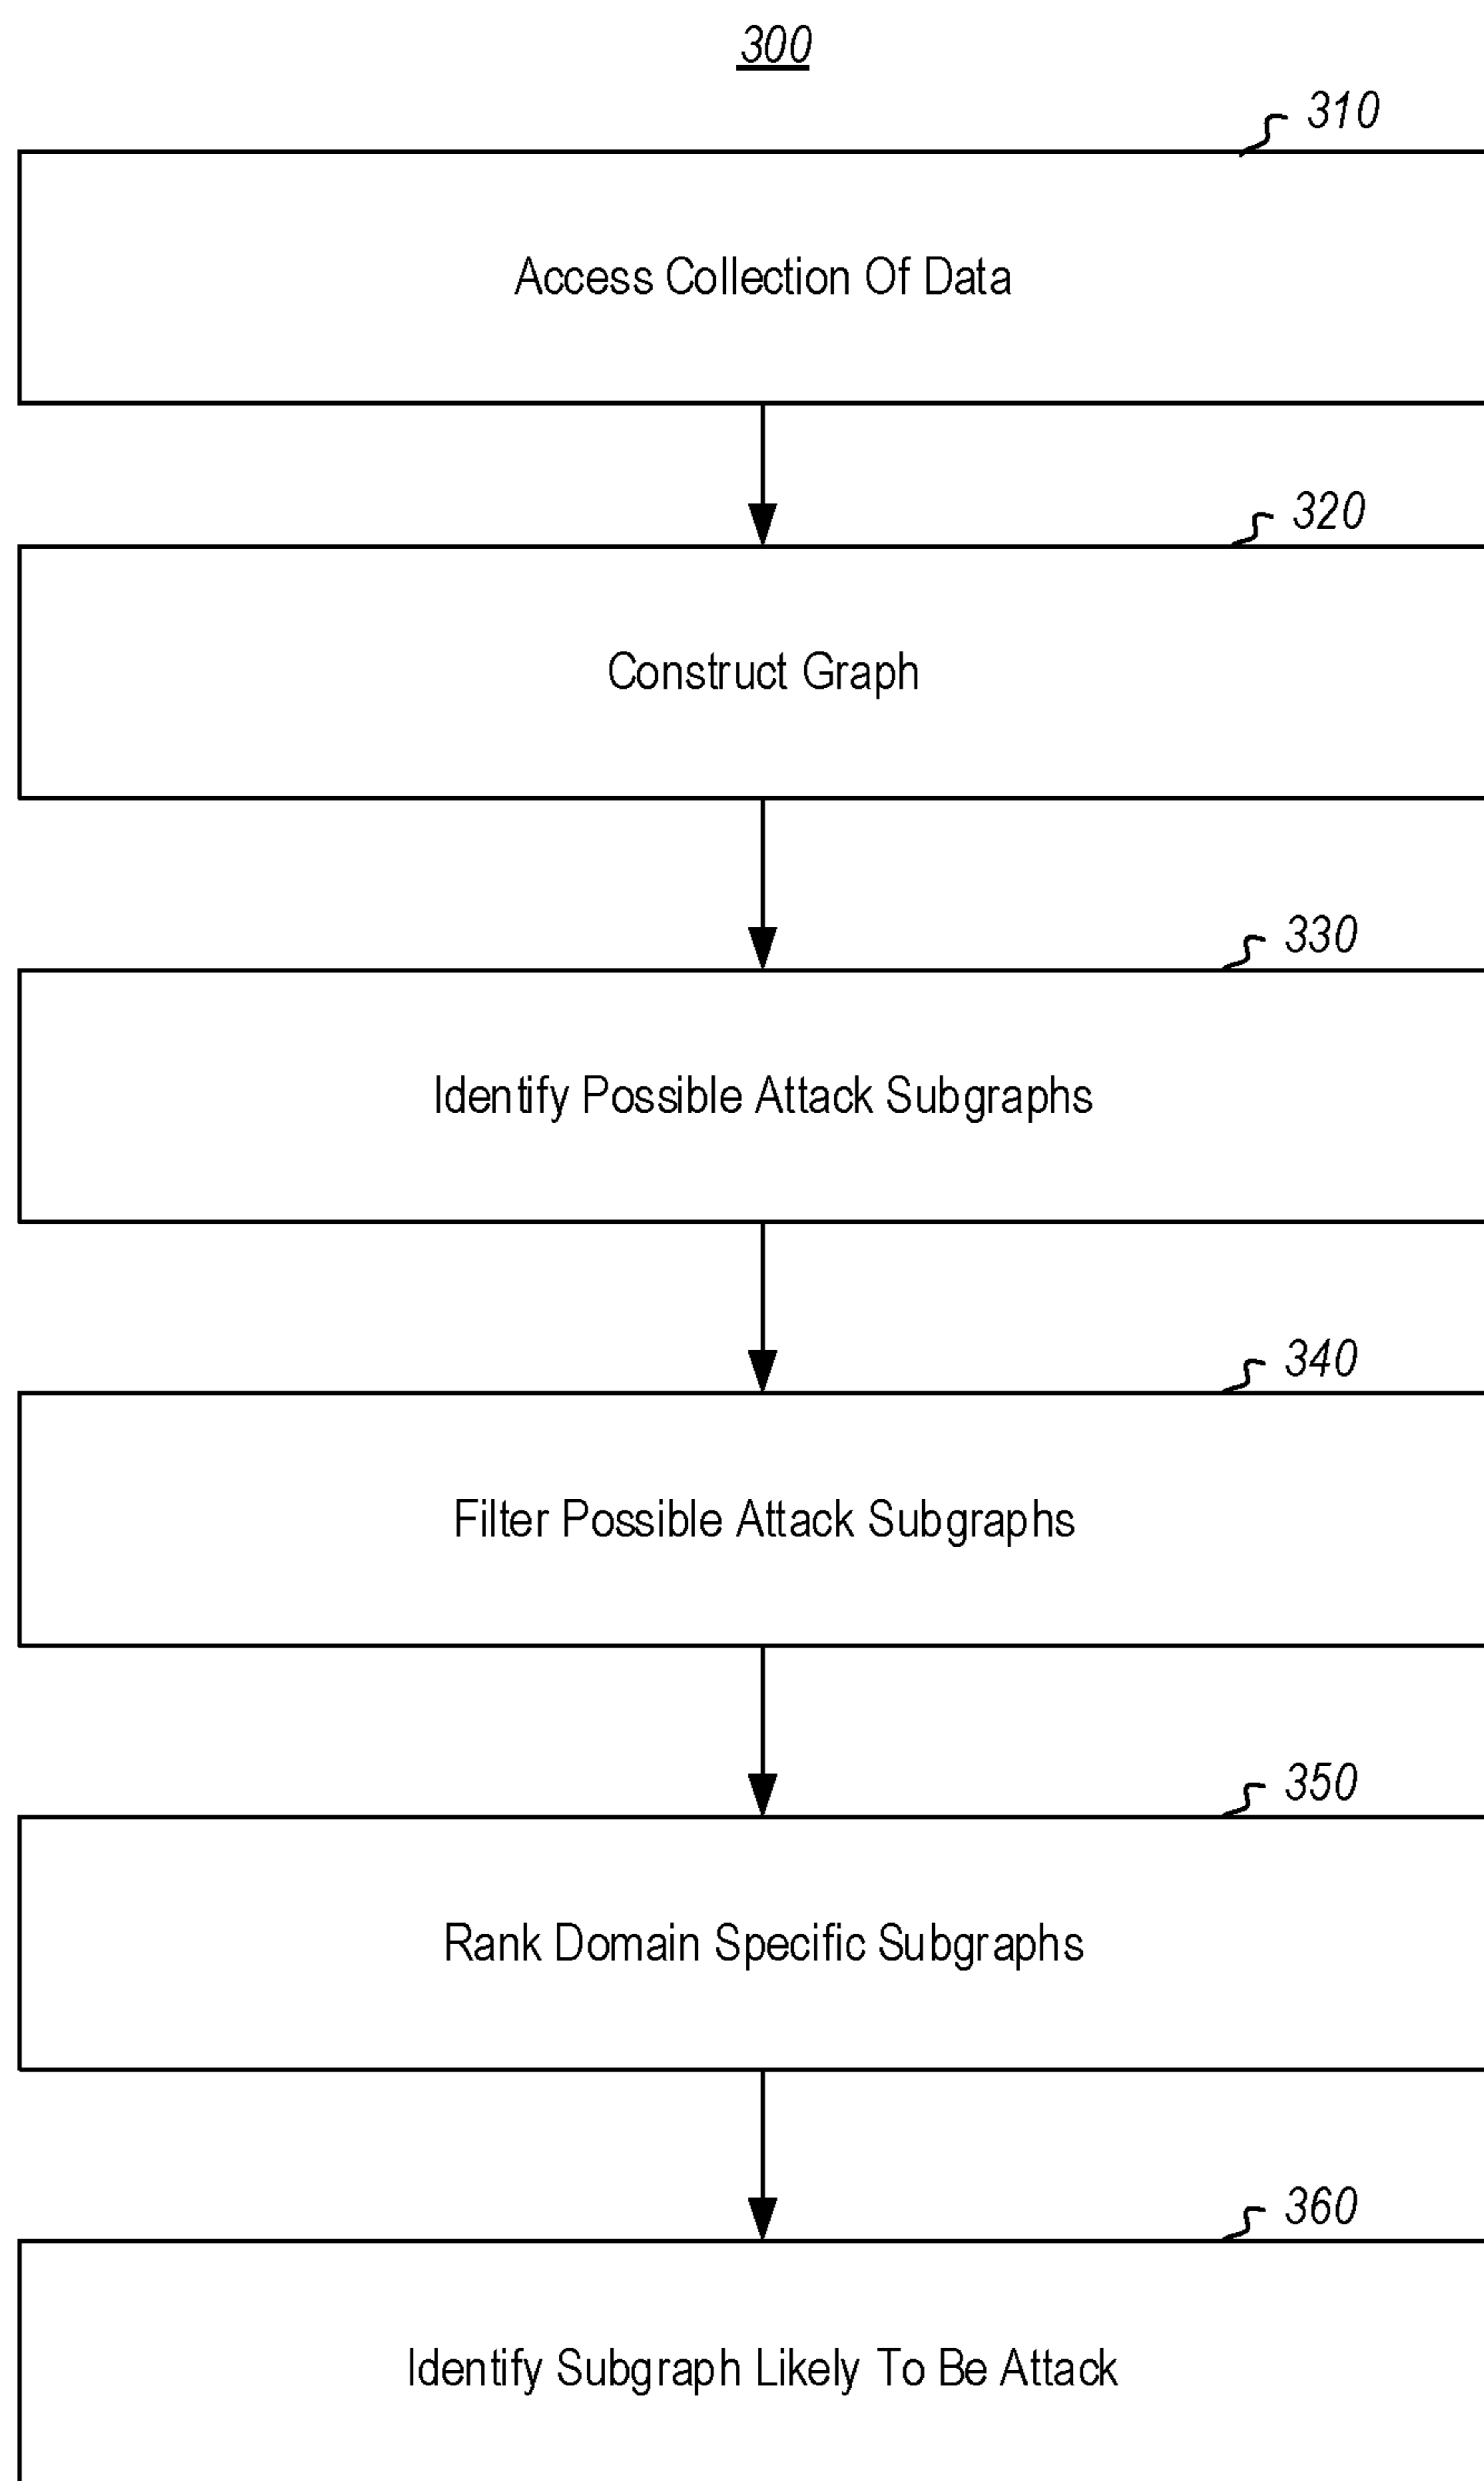 300
310
Access Collection Of Data
320
Construct Graph
330
Identify Possible Attack Subgraphs
340
Filter Possible Attack Subgraphs
350
Rank Domain Specific Subgraphs
360
Identify Subgraph Likely To Be Attack